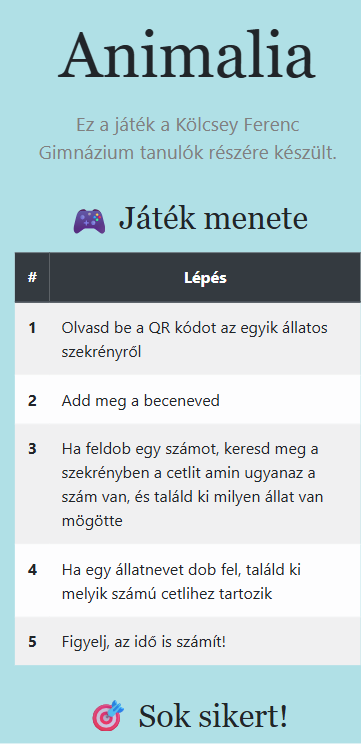 Animalia
Ez a játék a Kölcsey Ferenc
Gimnázium tanulók részére készült.
Játék menete
# Lépés
1 Olvasd be a QR kódot az egyik állatos
szekrényről
2 Add meg a beceneved
3 Ha feldob egy számot, keresd meg a
szekrényben a cetlit amin ugyanaz a
szám van, és találd ki milyen állat van
mögötte
4 Ha egy állatnevet dob fel, találd ki
melyik számú cetlihez tartozik
5 Figyelj, az idő is számít!
Sok sikert!